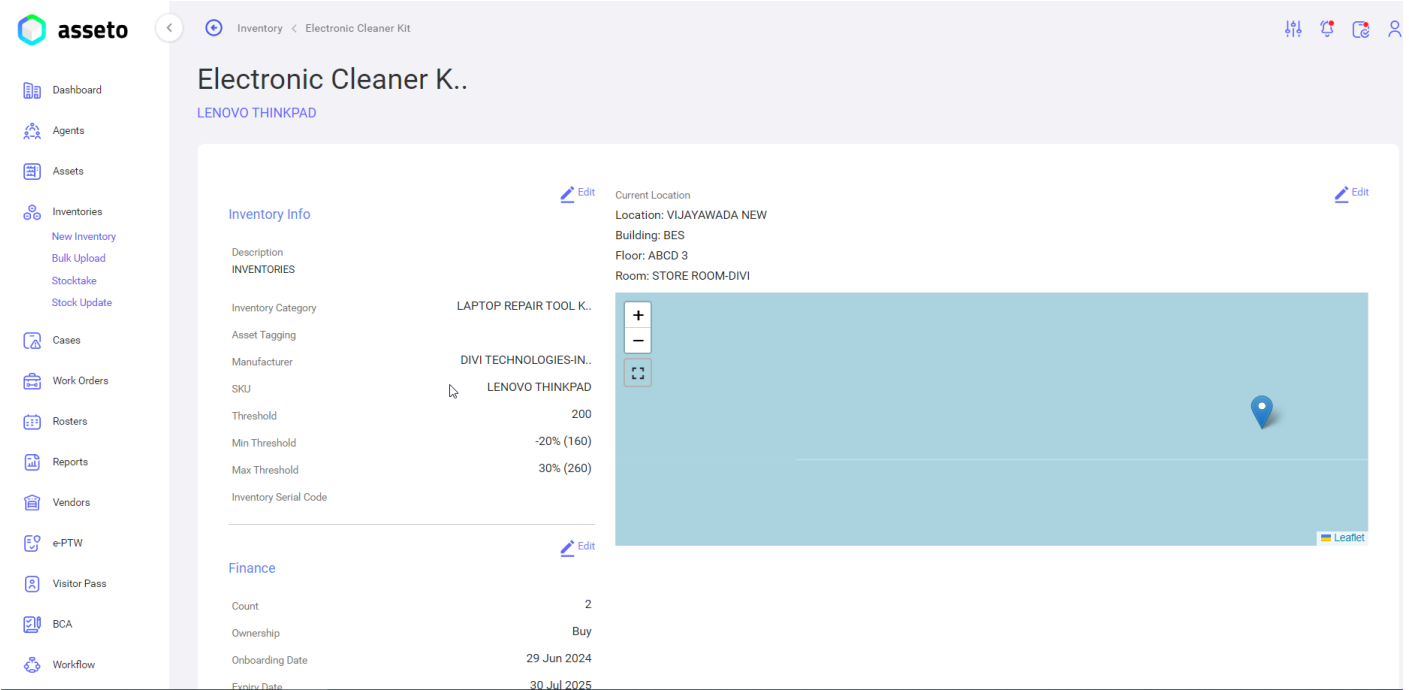 asseto
Inventory < Electronic Cleaner Kit
Electronic Cleaner K..
LENOVO THINKPAD
Dashboard
Agents
Assets
Inventories
New Inventory
Bulk Upload
Stocktake
Stock Update
Cases
Work Orders
Rosters
Reports
Vendors
e-PTW
Visitor Pass
BCA
Workflow
Edit
Inventory Info
Description
INVENTORIES
Inventory Category LAPTOP REPAIR TOOL K..
Asset Tagging
Manufacturer DIVI TECHNOLOGIES-IN..
SKU LENOVO THINKPAD
Threshold 200
Min Threshold -20% (160)
Max Threshold 30% (260)
Inventory Serial Code
Edit
Finance
Count 2
Ownership Buy
Onboarding Date 29 Jun 2024
Expiry Date 30 Jul 2025
Current Location Edit
Location: VIJAYAWADA NEW
Building: BES
Floor: ABCD 3
Room: STORE ROOM-DIVI
+
−
Leaflet